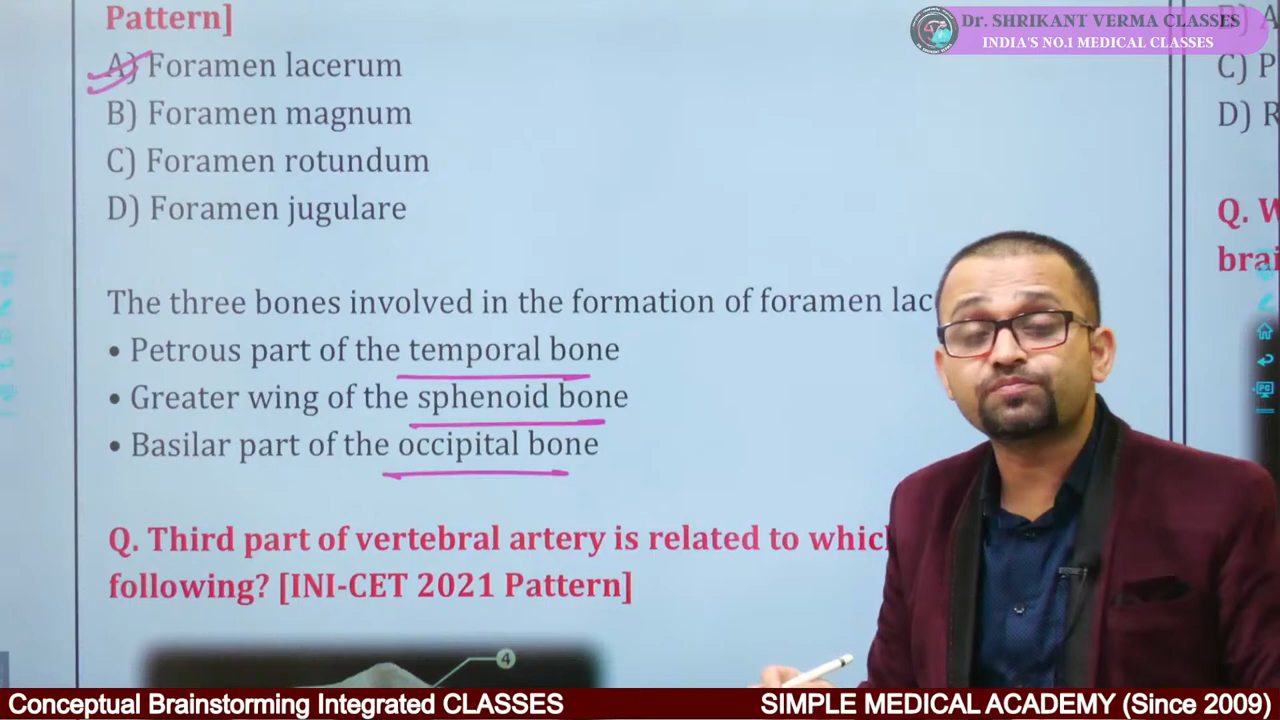 Pattern]
A) Foramen lacerum
B) Foramen magnum
C) Foramen rotundum
D) Foramen jugulare
The three bones involved in the formation of foramen
• Petrous part of the temporal bone
• Greater wing of the sphenoid bone
• Basilar part of the occipital bone
Q. Third part of vertebral artery is related to
following? [INI-CET 2021 Pattern]
4
Dr. SHRIKANT VERMA CLASSES
INDIA'S NO.1 MEDICAL CLASSES
C) P
D) R
Q.
Conceptual Brainstorming Integrated CLASSES
SIMPLE MEDICAL ACADEMY (Since 2009)